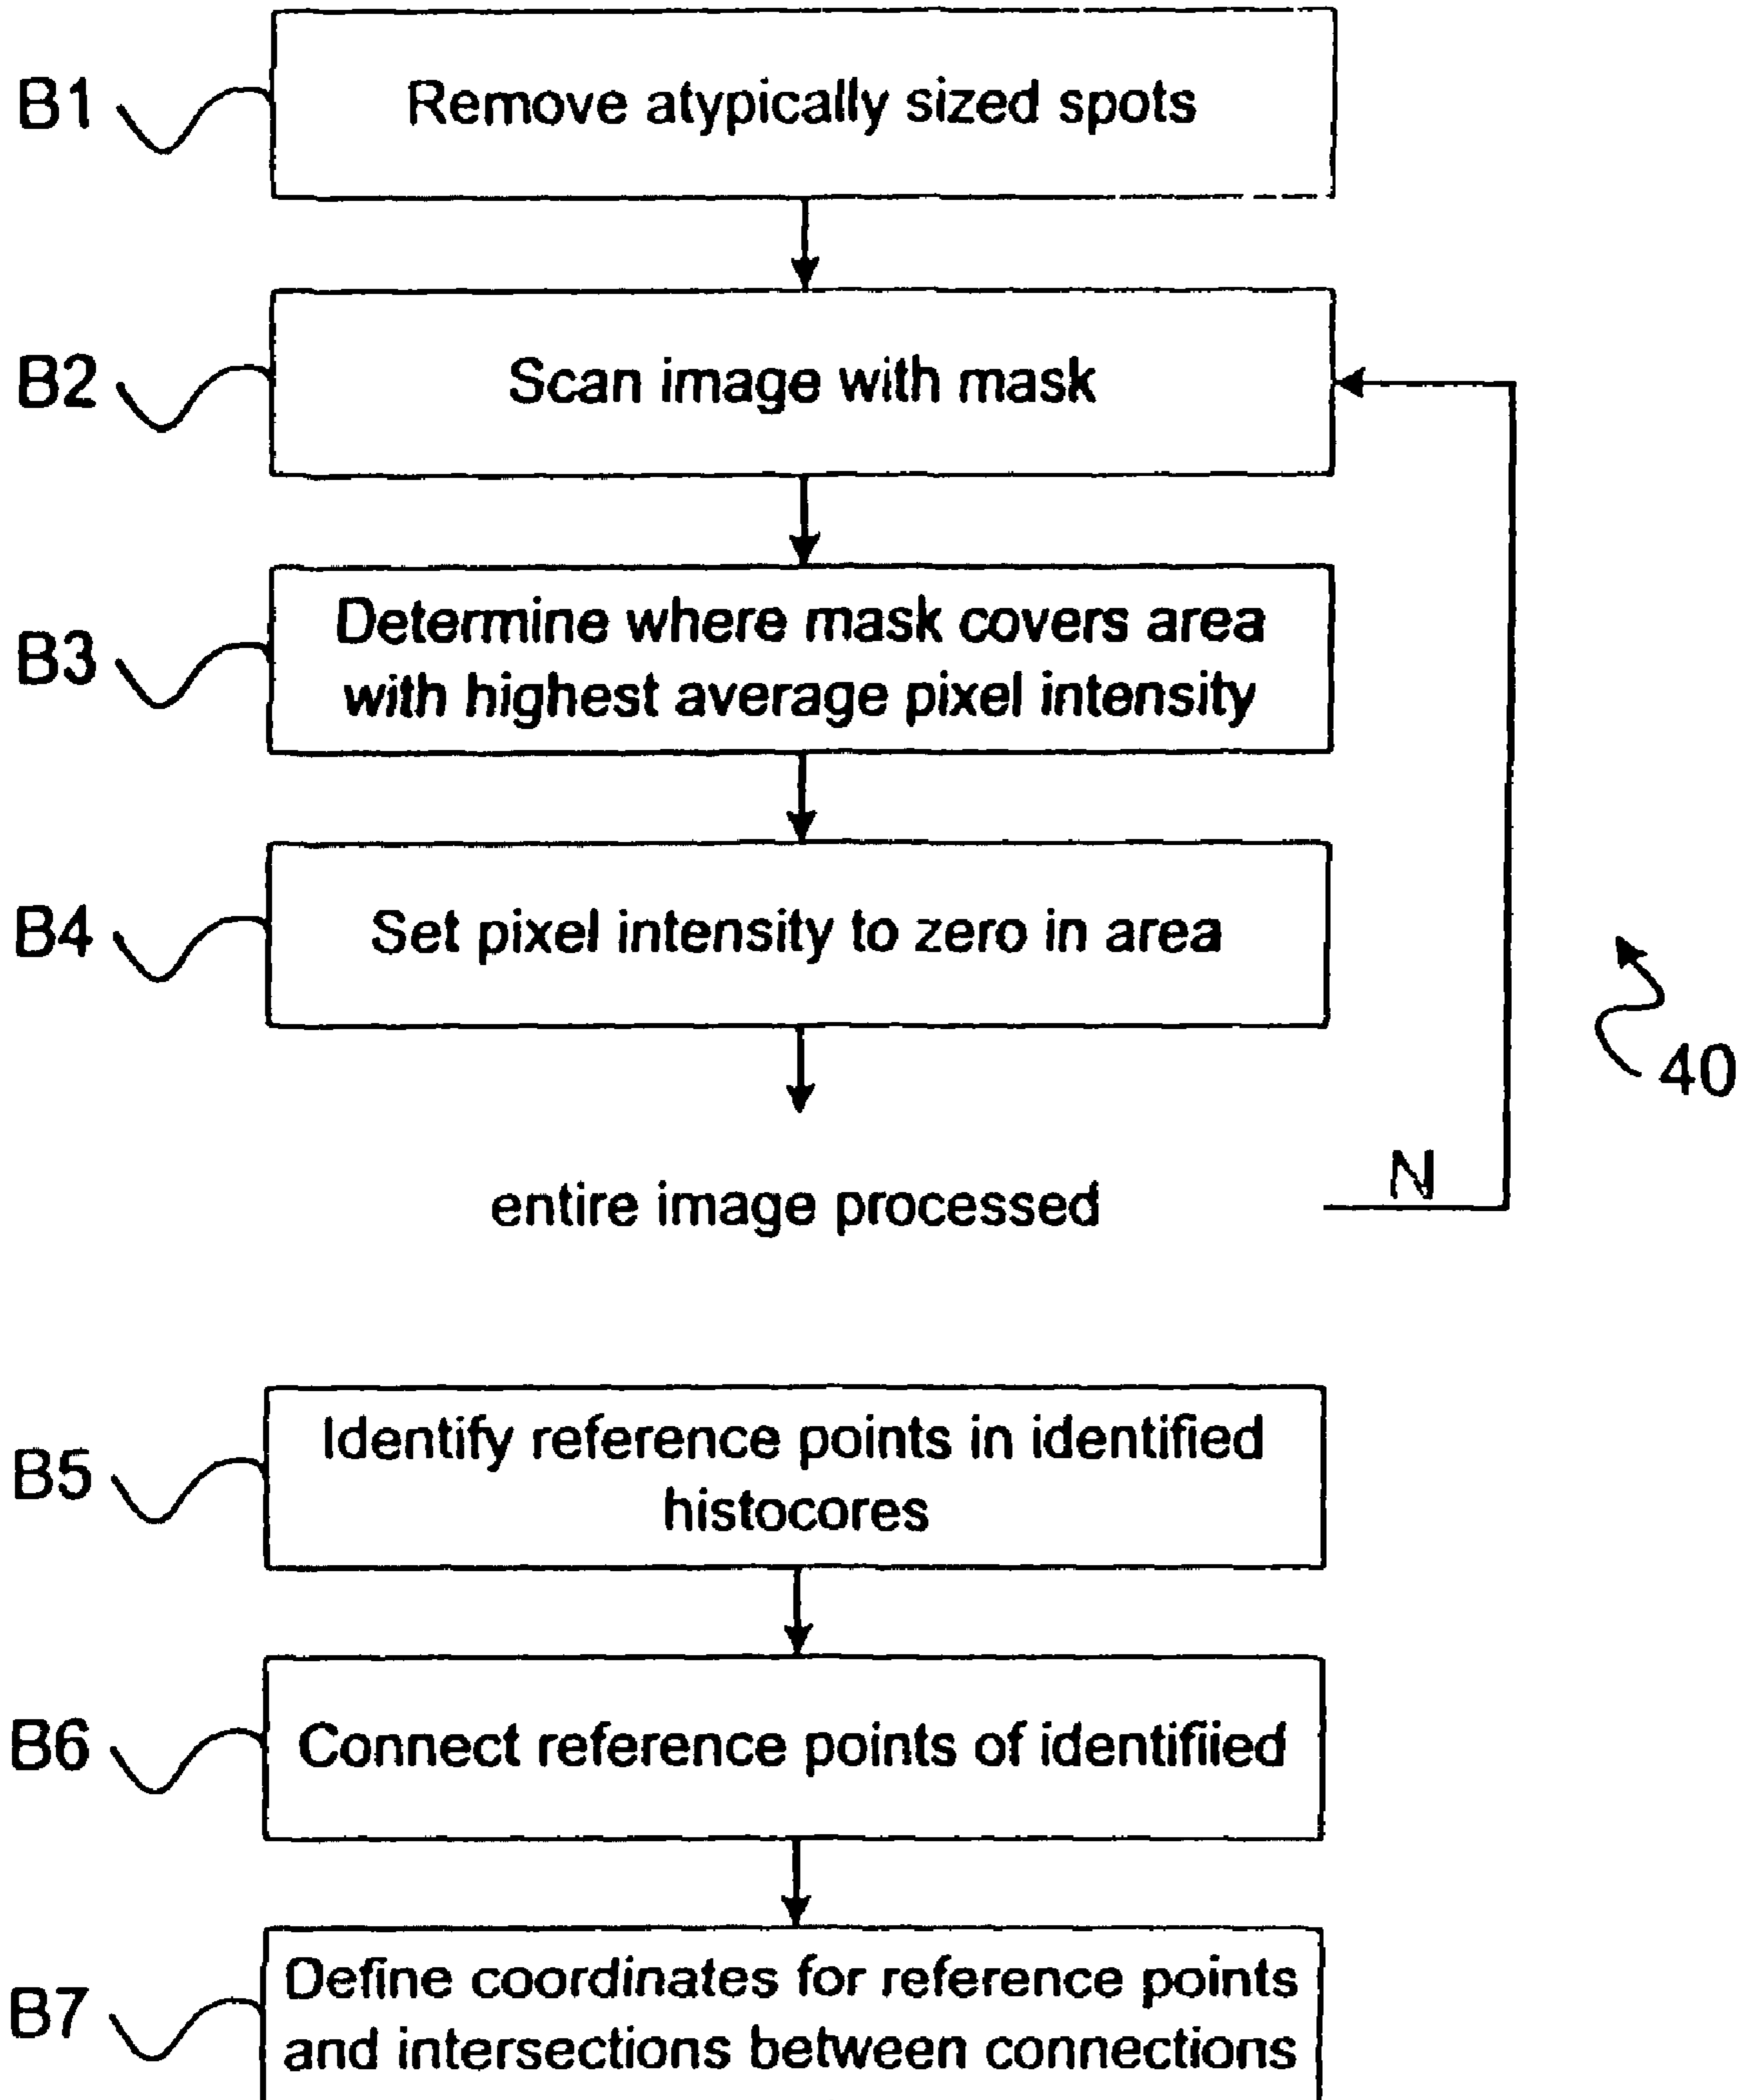 B1
Remove atypically sized spots
B2
Scan image with mask
B3
Determine where mask covers area
with highest average pixel intensity
B4
Set pixel intensity to zero in area
40
entire image processed
N
B5
Identify reference points in identified
histocores
B6
Connect reference points of identifiied
B7
Define coordinates for reference points
and intersections between connections